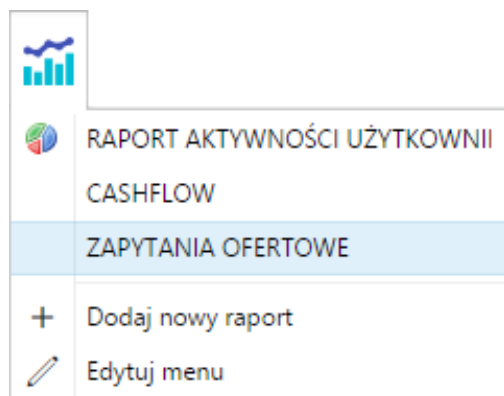 RAPORT AKTYWNOŚCI UŻYTKOWNII
CASHFLOW
ZAPYTANIA OFERTOWE
Dodaj nowy raport
Edytuj menu